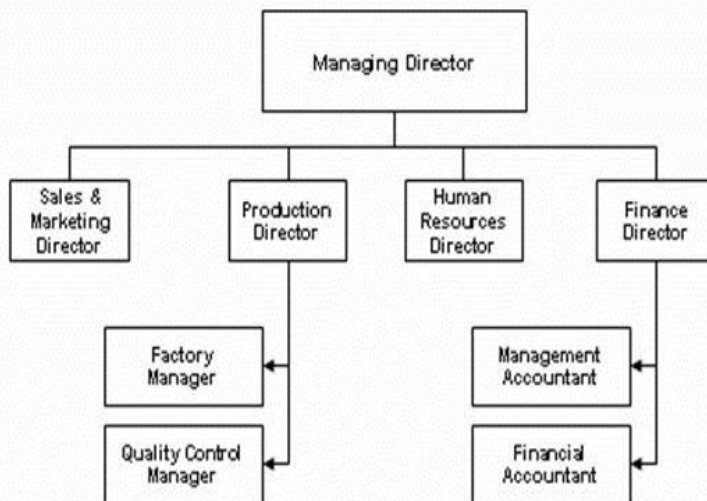 Managing Director
Sales &
Marketing
Director
Production
Director
Human
Resources
Director
Finance
Director
Factory
Manager
Management
Accountant
Quality Control
Manager
Financial
Accountant